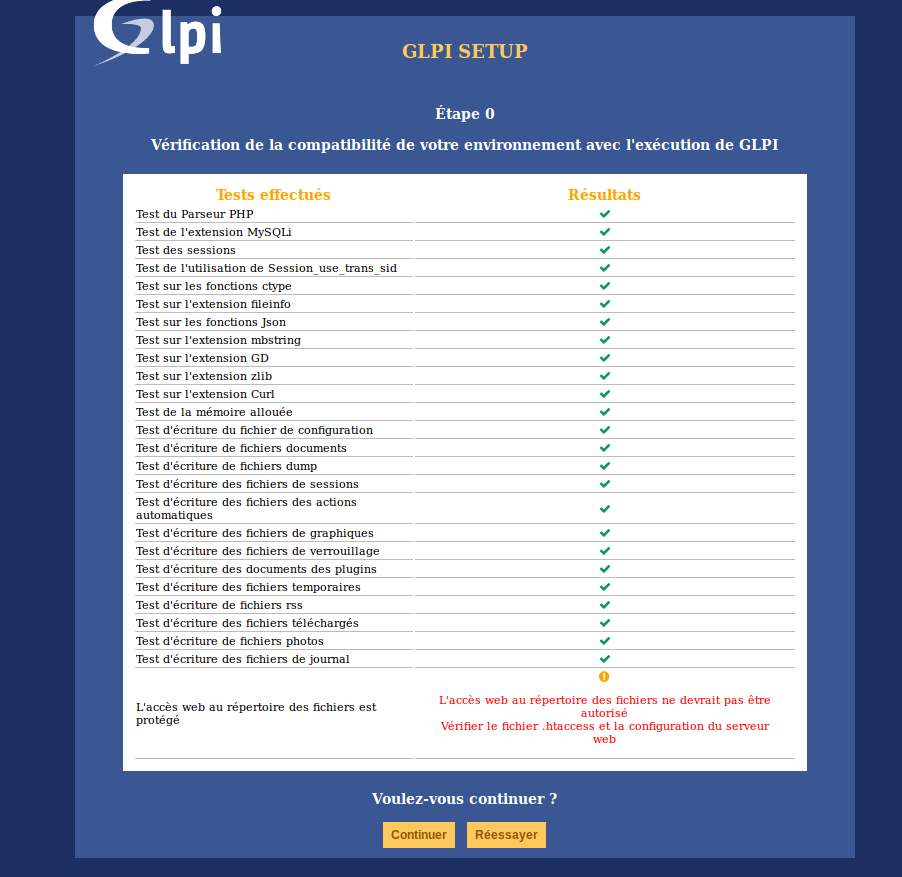 Glpi
GLPI SETUP
Étape 0
Vérification de la compatibilité de votre environnement avec l'exécution de GLPI
Tests effectués Résultats
Test du Parseur PHP
Test de l'extension MySQLi
Test des sessions
Test de l'utilisation de Session_use_trans_sid
Test sur les fonctions ctype
Test sur l'extension fileinfo
Test sur les fonctions Json
Test sur l'extension mbstring
Test sur l'extension GD
Test sur l'extension zlib
Test sur l'extension Curl
Test de la mémoire allouée
Test d'écriture du fichier de configuration
Test d'écriture de fichiers documents
Test d'écriture de fichiers dump
Test d'écriture des fichiers de sessions
Test d'écriture des fichiers des actions
automatiques
Test d'écriture des fichiers de graphiques
Test d'écriture des fichiers de verrouillage
Test d'écriture des documents des plugins
Test d'écriture des fichiers temporaires
Test d'écriture de fichiers rss
Test d'écriture des fichiers téléchargés
Test d'écriture de fichiers photos
Test d'écriture des fichiers de journal
L'accès web au répertoire des fichiers est
protégé
L'accès web au répertoire des fichiers ne devrait pas être
autorisé
Vérifier le fichier .htaccess et la configuration du serveur
web
Voulez-vous continuer ?
Continuer Réessayer